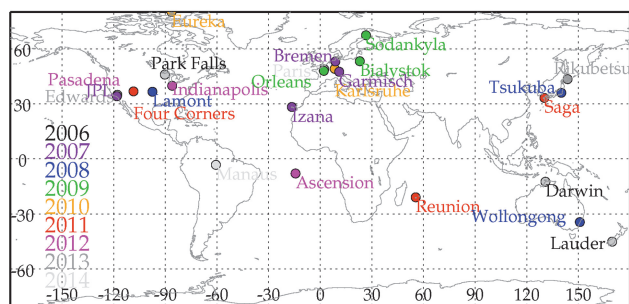 Eureka
60
Park Falls
Bremen
Sodankyla
Paris
Bialystok
Rikubetsu
Pasadena
JPL
Indianapolis
Orleans
Garmisch
Karlsruhe
Tsukuba
Edwards
Lamont
30
Four Corners
Izana
Saga
2006
0
2007
Manaus
Ascension
Darwin
2008
2009
Reunion
-30
2010
Wollongong
2011
Lauder
2012
-60
2013
2014
-150 -120 -90 -60 -30 0 30 60 90 120 150